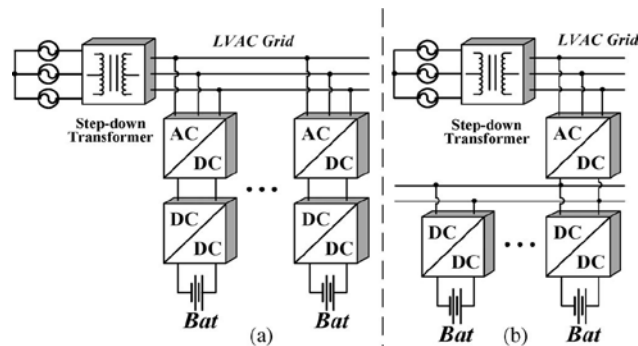 LVAC Grid
Step-down
Transformer
AC
DC
AC
DC
DC
DC
DC
DC
Bat
Bat
(a)
LVAC Grid
Step-down
Transformer
AC
DC
DC
DC
DC
DC
Bat
Bat
(b)